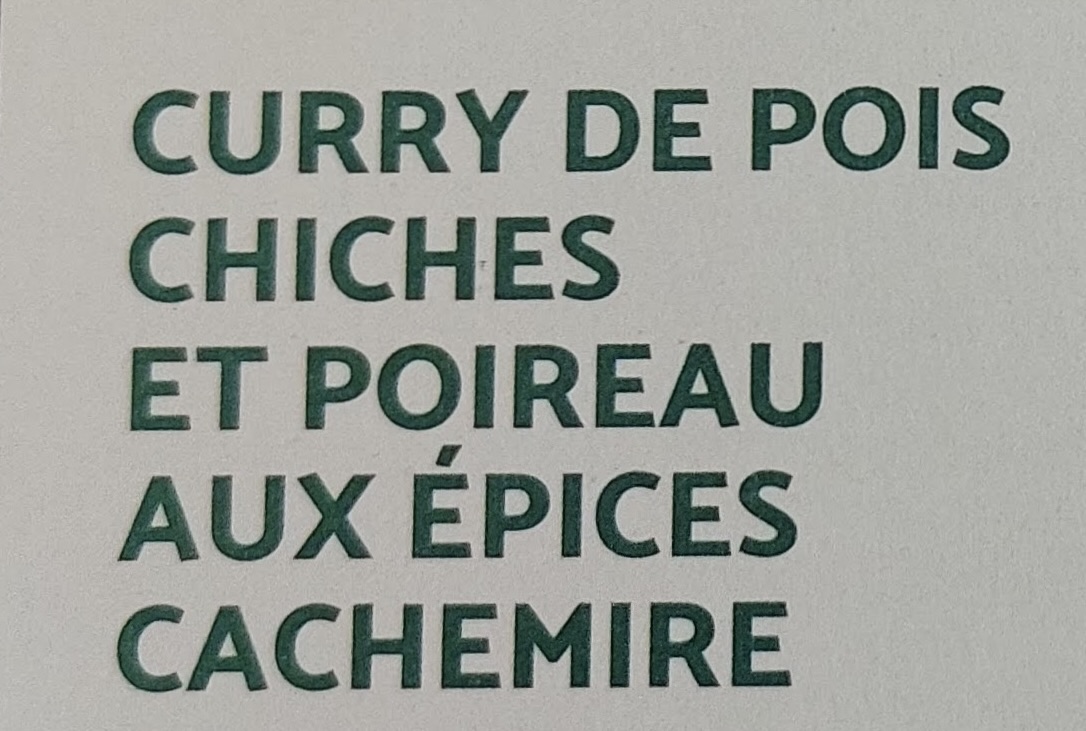 CURRY DE POIS
CHICHES
ET POIREAU
AUX ÉPICES
CACHEMIRE